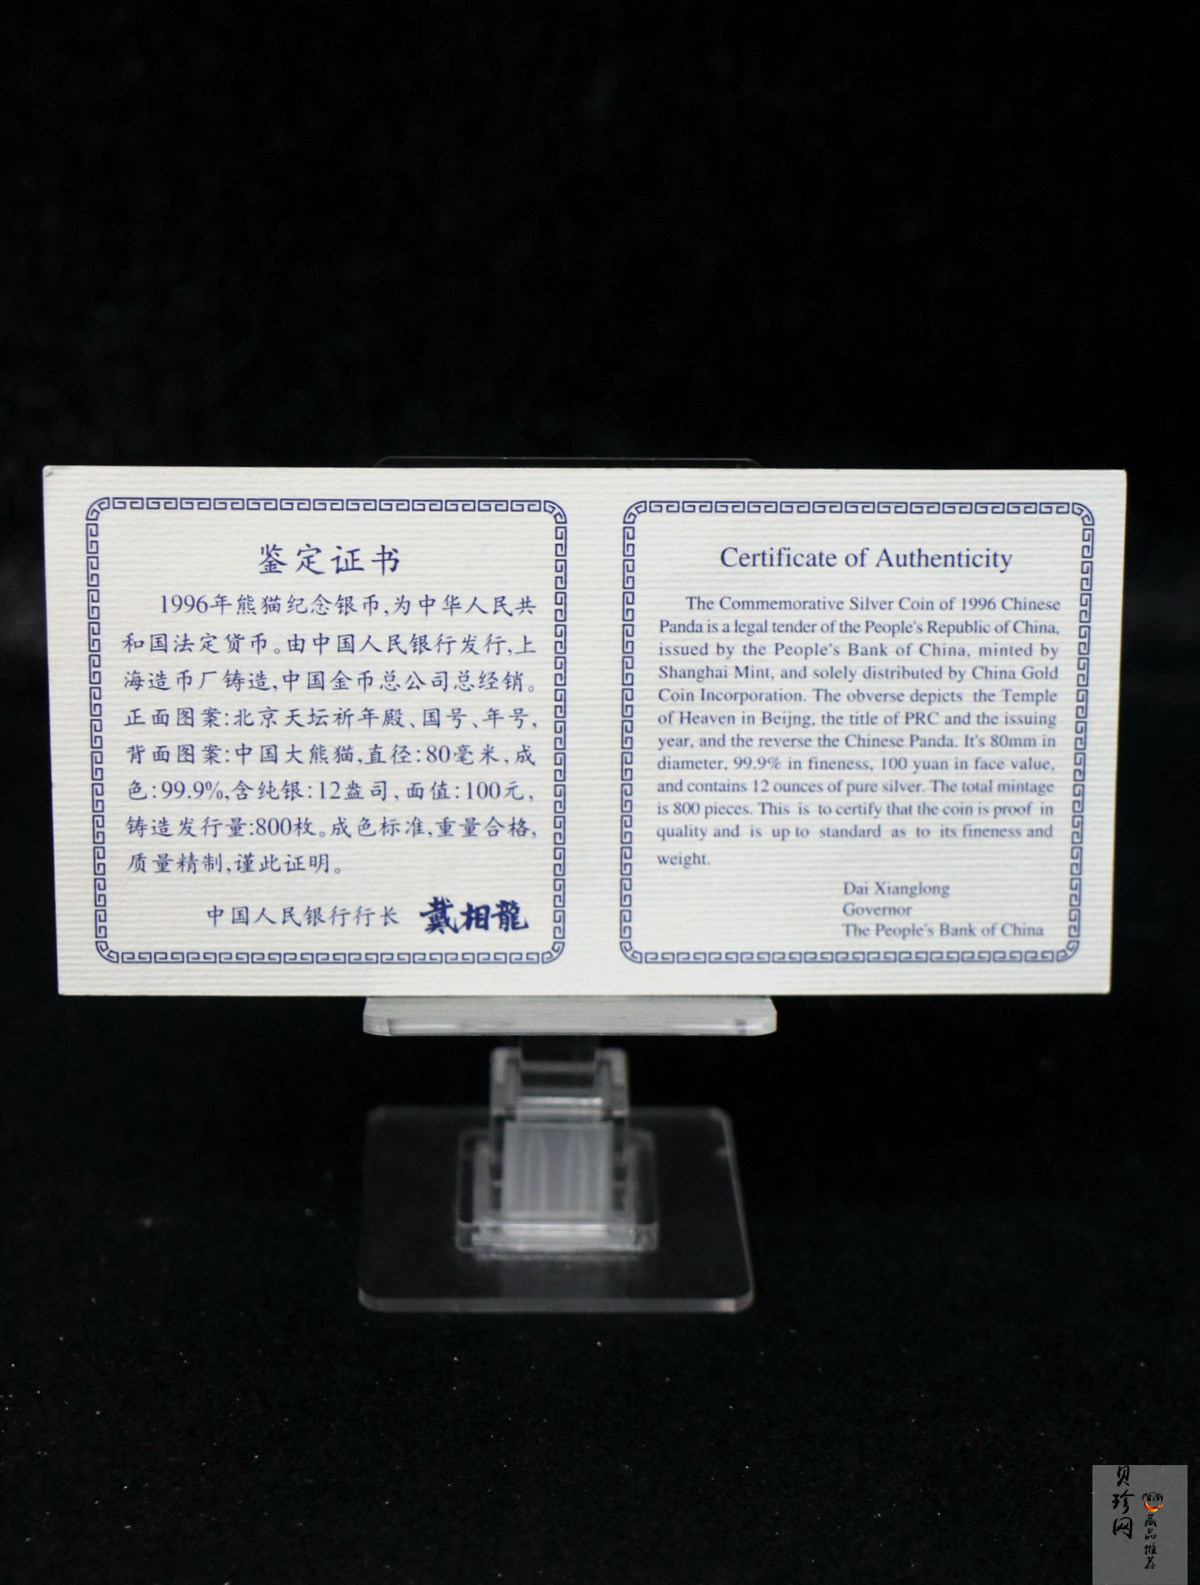 鉴定证书
1996年熊猫纪念银币,为中华人民共
和国法定货币。由中国人民银行发行,上
海造币厂铸造,中国金币总公司总经销。
正面图案:北京天坛祈年殿、国号、年号,
背面图案:中国大熊猫,直径:80毫米,成
色:99.9%,含纯银:12盎司,面值:100元,
铸造发行量:800枚。成色标准,重量合格,
质量精制,谨此证明。
中国人民银行行长 戴相龍
Certificate of Authenticity
The Commemorative Silver Coin of 1996 Chinese
Panda is a legal tender of the People's Republic of China,
issued by the People's Bank of China, minted by
Shanghai Mint, and solely distributed by China Gold
Coin Incorporation. The obverse depicts the Temple
of Heaven in Beijng, the title of PRC and the issuing
year, and the reverse the Chinese Panda. It's 80mm in
diameter, 99.9% in fineness, 100 yuan in face value,
and contains 12 ounces of pure silver. The total mintage
is 800 pieces. This is to certify that the coin is proof in
quality and is up to standard as to its fineness and
weight.
Dai Xianglong
Governor
The People's Bank of China
贝珍网
藏品推荐